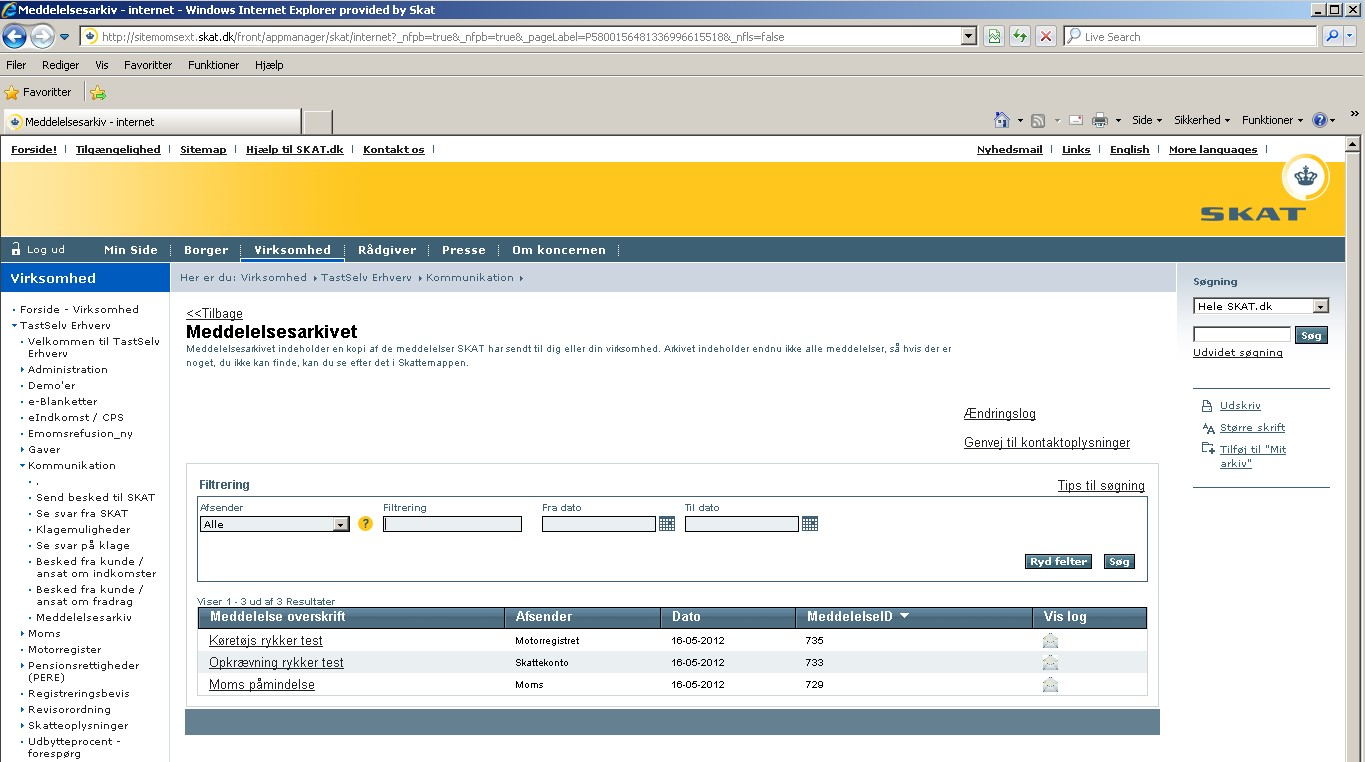 Meddelelsesarkiv - internet - Windows Internet Explorer provided by Skat
http://sitemomsext.skat.dk/front/appmanager/skat/internet?_nfpb=true&_nfpb=true&_pageLabel=P5800156481336996615518&_nfls=false
Live Search
Filer Rediger Vis Favoritter Funktioner Hjælp
Favoritter
Meddelelsesarkiv - internet
Side Sikkerhed Funktioner
Forside! Tilgængelighed Sitemap Hjælp til SKAT.dk Kontakt os
Nyhedsmail Links English More languages
SKAT
Log ud Min Side Borger Virksomhed Rådgiver Presse Om koncernen
Virksomhed
Forside - Virksomhed
TastSelv Erhverv
Velkommen til TastSelv
Erhverv
Administration
Demo'er
e-Blanketter
eIndkomst / CPS
Emomsrefusion_ny
Gaver
Kommunikation
.
Send besked til SKAT
Se svar fra SKAT
Klagemuligheder
Se svar på klage
Besked fra kunde /
ansat om indkomster
Besked fra kunde /
ansat om fradrag
Meddelelsesarkiv
Moms
Motorregister
Pensionsrettigheder
(PERE)
Registreringsbevis
Revisorordning
Skatteoplysninger
Udbytteprocent -
forespørg
Her er du: Virksomhed TastSelv Erhverv Kommunikation
<<Tilbage
Meddelelsesarkivet
Meddelelsesarkivet indeholder en kopi af de meddelelser SKAT har sendt til dig eller din virksomhed. Arkivet indeholder endnu ikke alle meddelelser, så hvis der er
noget, du ikke kan finde, kan du se efter det i Skattemappen.
Ændringslog
Genvej til kontaktoplysninger
Filtrering
Tips til søgning
Afsender Filtrering Fra dato Til dato
Alle ?
Ryd felter Søg
Viser 1 - 3 ud af 3 Resultater
Meddelelse overskrift Afsender Dato MeddelelseID Vis log
Køretøjs rykker test Motorregistret 16-05-2012 735
Opkrævning rykker test Skattekonto 16-05-2012 733
Moms påmindelse Moms 16-05-2012 729
Søgning
Hele SKAT.dk
Søg
Udvidet søgning
Udskriv
Større skrift
Tilføj til "Mit
arkiv"